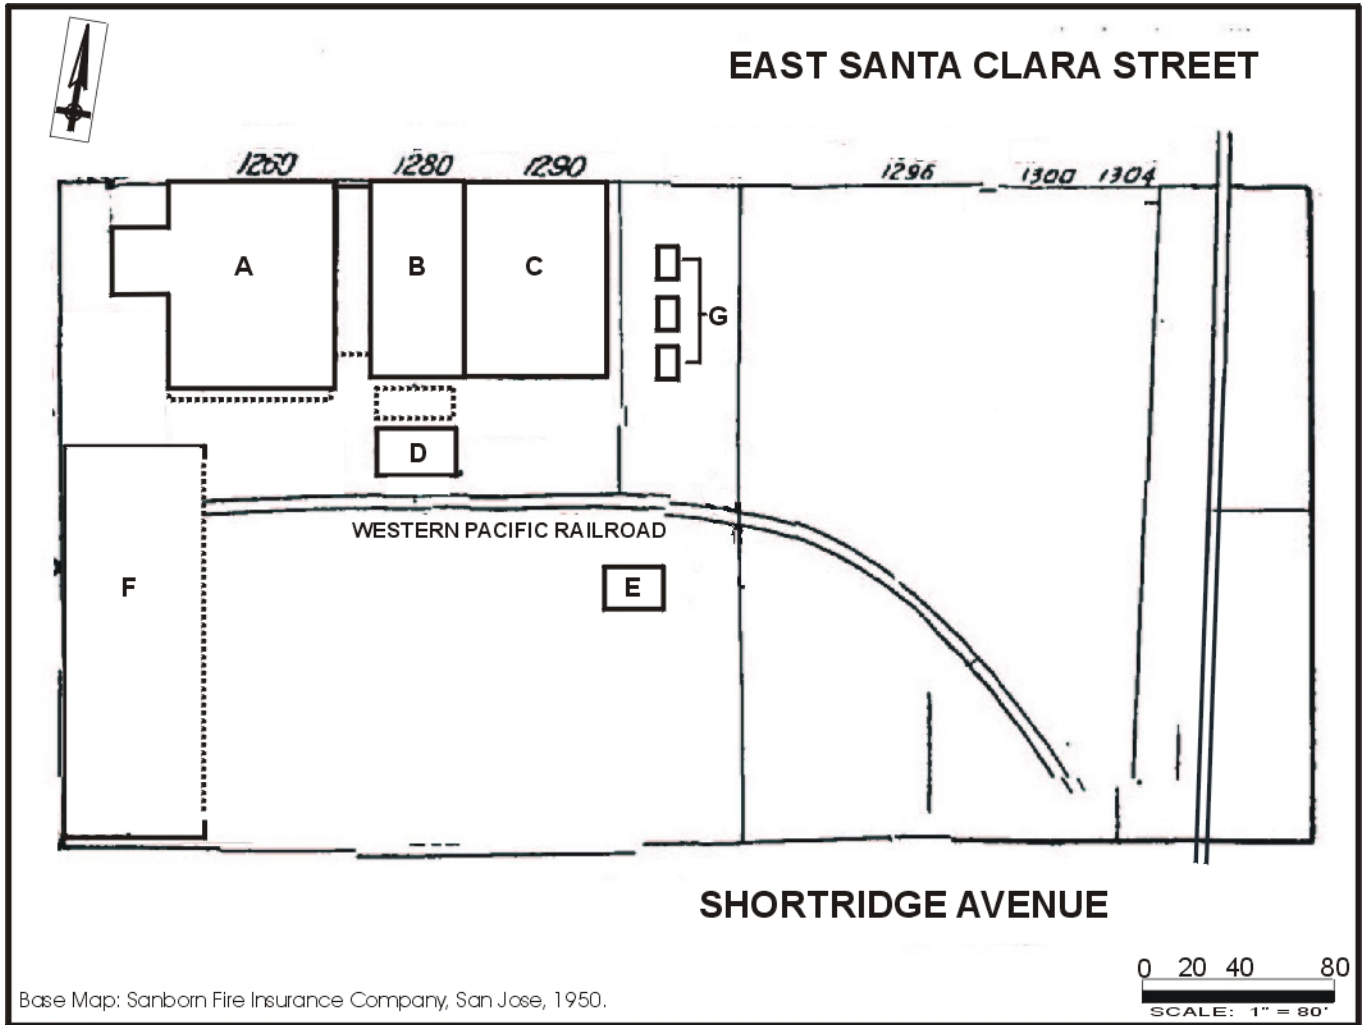 EAST SANTA CLARA STREET
1260 1280 1290 1296 1300 1304
A B C
G
D
WESTERN PACIFIC RAILROAD
F E
SHORTRIDGE AVENUE
0 20 40 80
SCALE: 1" = 80'
Base Map: Sanborn Fire Insurance Company, San Jose, 1950.